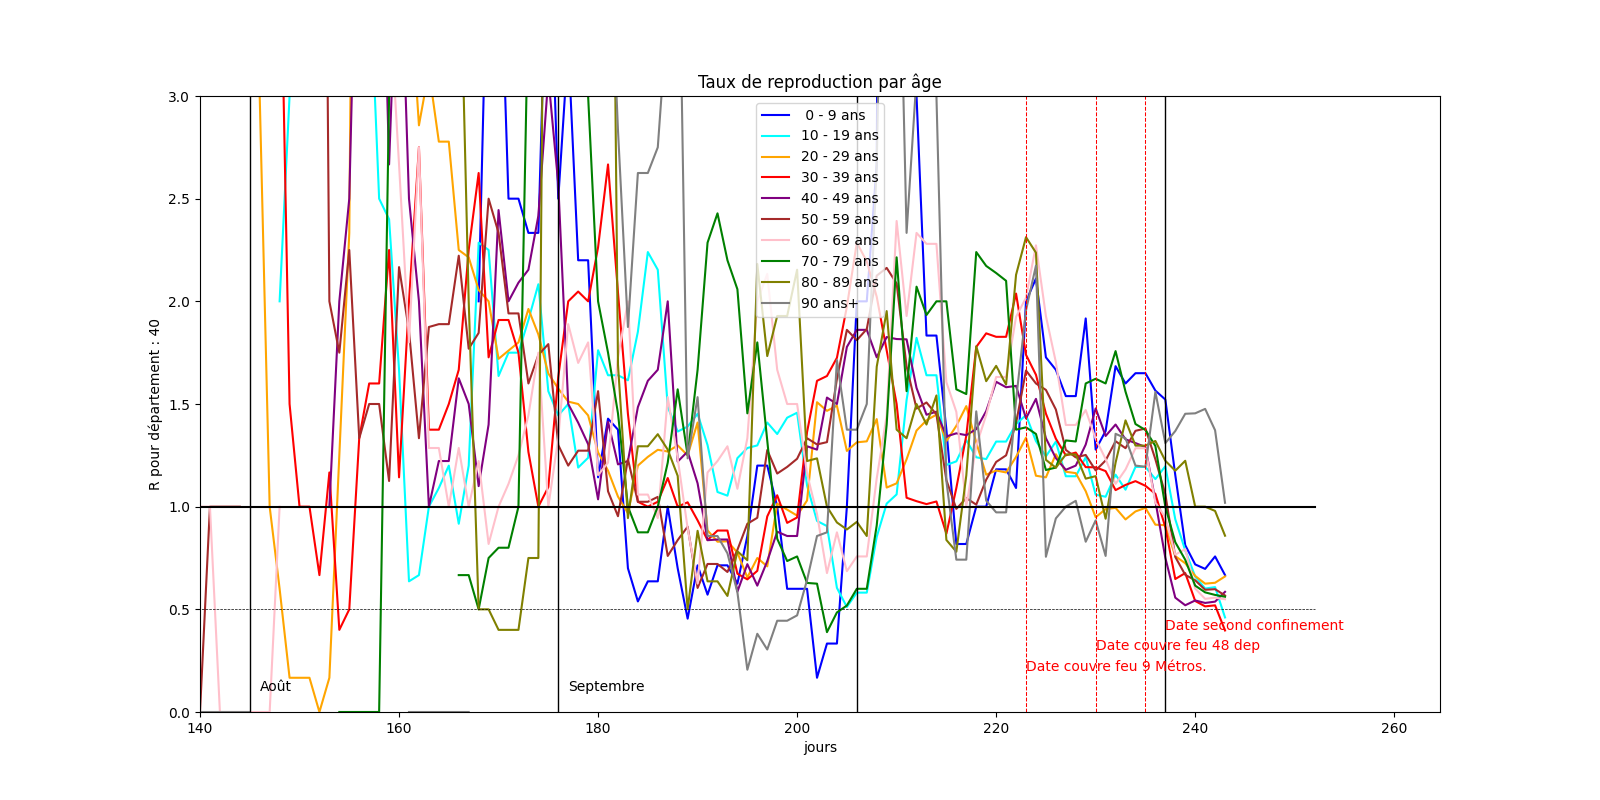 Taux de reproduction par âge
R pour département : 40
3.0
2.5
2.0
1.5
1.0
0.5
0.0
0 - 9 ans
10 - 19 ans
20 - 29 ans
30 - 39 ans
40 - 49 ans
50 - 59 ans
60 - 69 ans
70 - 79 ans
80 - 89 ans
90 ans+
Date second confinement
Date couvre feu 48 dep
Date couvre feu 9 Métros.
Août
Septembre
140
160
180
200
220
240
260
jours